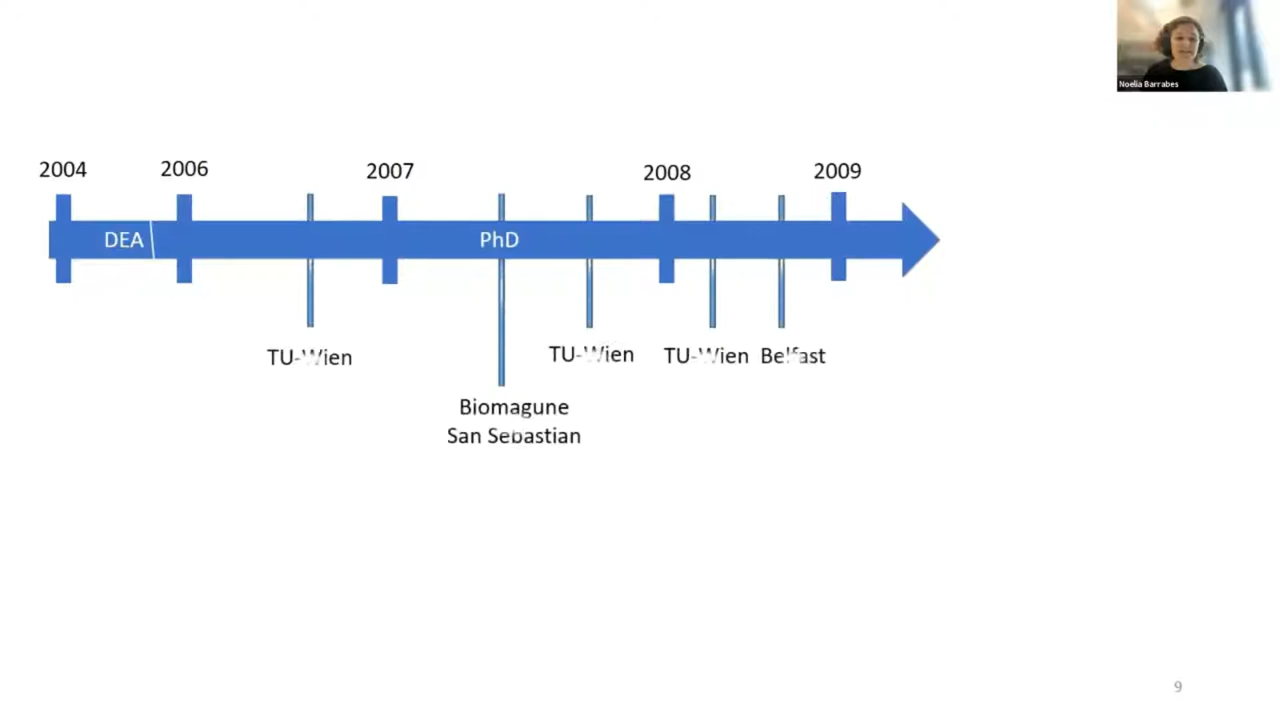 Noelia Barrabes
2004
2006
2007
2008
2009
DEA
PhD
TU-Wien
TU-Wien
TU-Wien
Belfast
Biomagune
San Sebastian
9